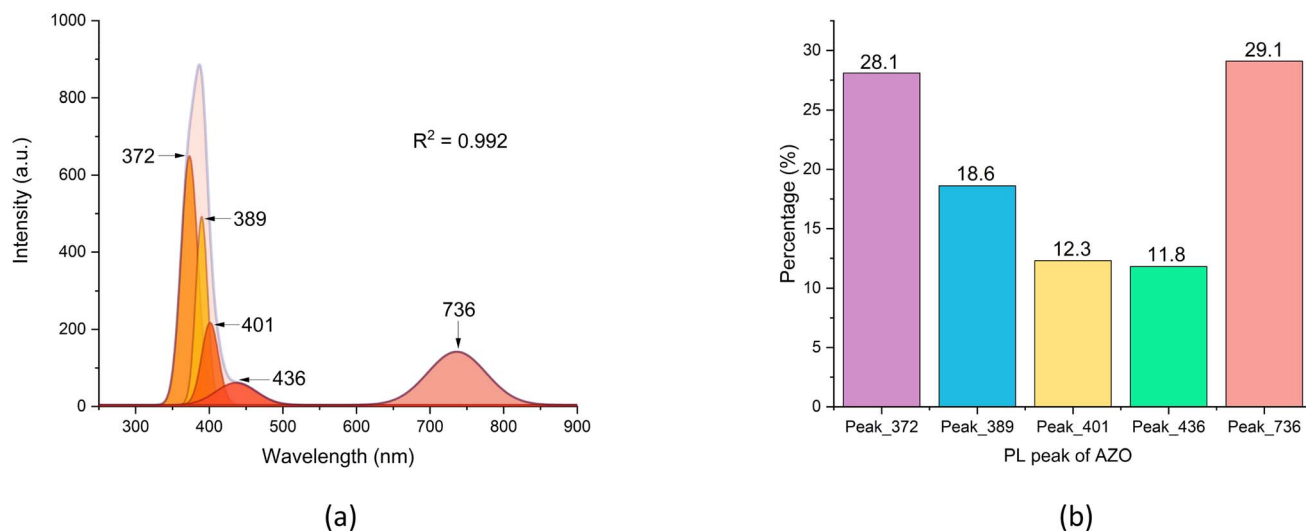 1000
800
600
400
200
0
Intensity (a.u.)
372
389
401
436
736
R² = 0.992
300 400 500 600 700 800 900
Wavelength (nm)
(a)
30
25
20
15
10
5
0
Percentage (%)
28.1
18.6
12.3
11.8
29.1
Peak_372 Peak_389 Peak_401 Peak_436 Peak_736
PL peak of AZO
(b)